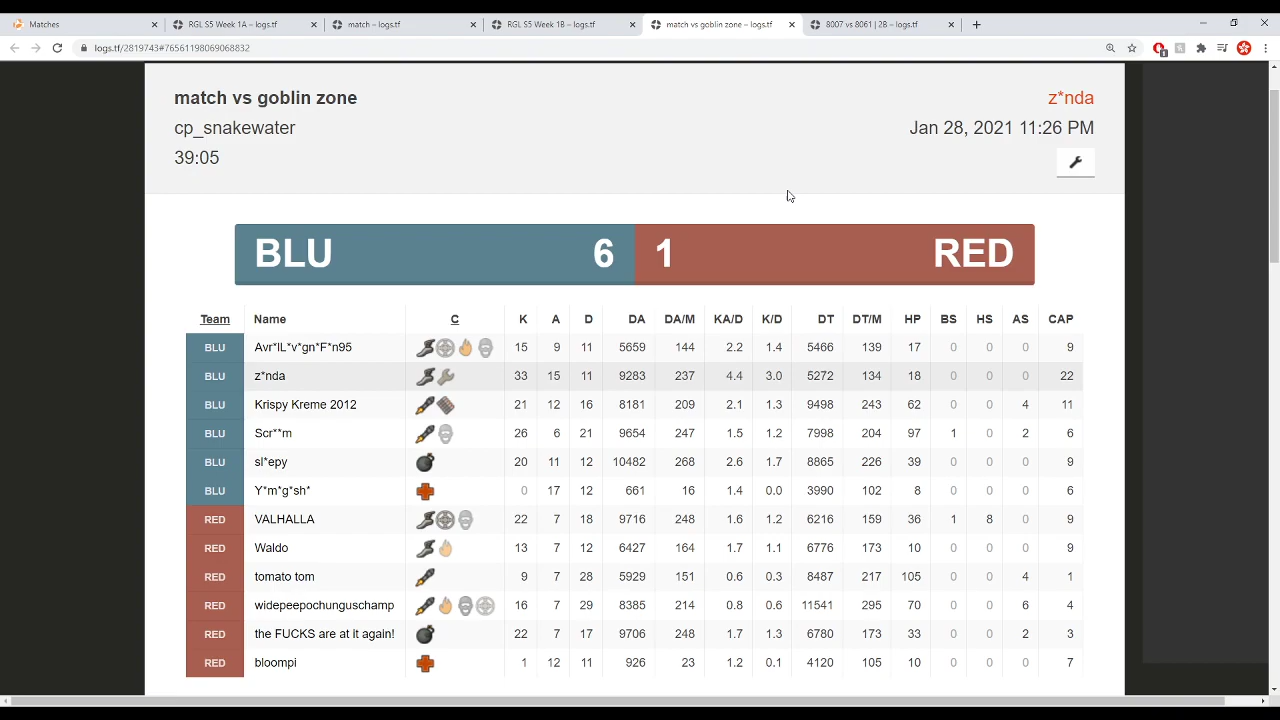 Matches
RGL S5 Week 1A – logs.tf
match – logs.tf
RGL S5 Week 1B – logs.tf
match vs goblin zone – logs.tf
8007 vs 8061 | 2B – logs.tf
logs.tf/2819743#76561198069068832
1
match vs goblin zone
z*nda
cp_snakewater
Jan 28, 2021 11:26 PM
39:05
BLU 6 1 RED
Team Name C K A D DA DA/M KA/D K/D DT DT/M HP BS HS AS CAP
BLU Avr*lL*v*gn*F*n95 15 9 11 5659 144 2.2 1.4 5466 139 17 0 0 0 9
BLU z*nda 33 15 11 9283 237 4.4 3.0 5272 134 18 0 0 0 22
BLU Krispy Kreme 2012 21 12 16 8181 209 2.1 1.3 9498 243 62 0 0 4 11
BLU Scr**m 26 6 21 9654 247 1.5 1.2 7998 204 97 1 0 2 6
BLU sl*epy 20 11 12 10482 268 2.6 1.7 8865 226 39 0 0 0 9
BLU Y*m*g*sh* 0 17 12 661 16 1.4 0.0 3990 102 8 0 0 0 6
RED VALHALLA 22 7 18 9716 248 1.6 1.2 6216 159 36 1 8 0 9
RED Waldo 13 7 12 6427 164 1.7 1.1 6776 173 10 0 0 0 9
RED tomato tom 9 7 28 5929 151 0.6 0.3 8487 217 103 0 0 4 1
RED widepeepochunguschamp 16 7 29 8385 214 0.8 0.6 11541 295 70 0 0 6 4
RED the FUCKS are at it again! 22 7 17 9706 248 1.7 1.3 6780 173 33 0 0 2 3
RED bloompi 1 12 11 926 23 1.2 0.1 4120 105 10 0 0 0 7